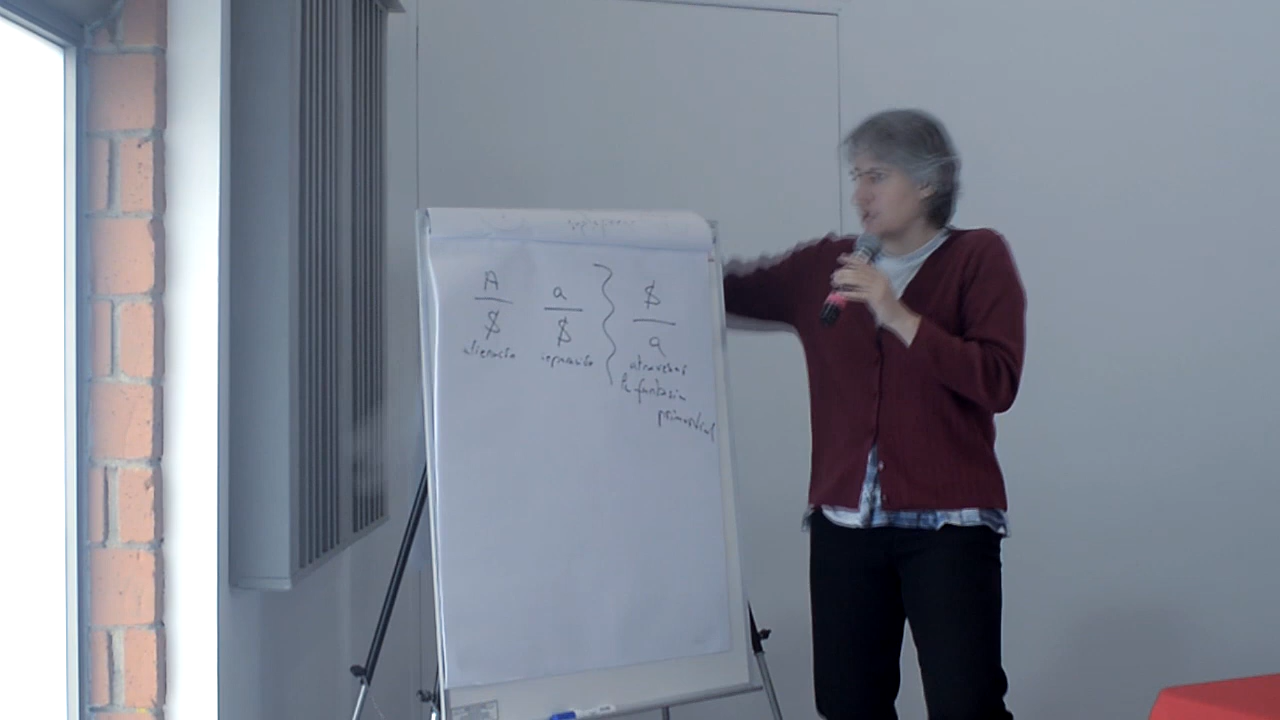 A a $
$ $ a
alienación separación atravesar
la fantasía
primordial